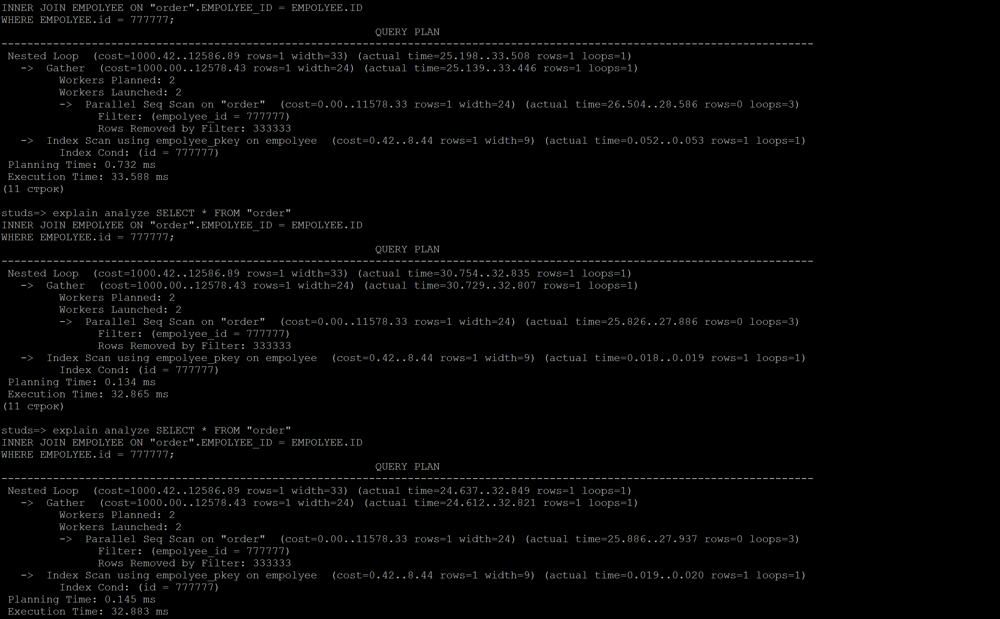 INNER JOIN EMPOLYEE ON "order".EMPOLYEE_ID = EMPOLYEE.ID
WHERE EMPOLYEE.id = 777777;
QUERY PLAN
------------------------------------------------------------------------------------------------------------------------------
Nested Loop  (cost=1000.42..12586.89 rows=1 width=33) (actual time=25.198..33.508 rows=1 loops=1)
->  Gather  (cost=1000.00..12578.43 rows=1 width=24) (actual time=25.139..33.446 rows=1 loops=1)
Workers Planned: 2
Workers Launched: 2
->  Parallel Seq Scan on "order"  (cost=0.00..11578.33 rows=1 width=24) (actual time=26.504..28.586 rows=0 loops=3)
Filter: (empolyee_id = 777777)
Rows Removed by Filter: 333333
->  Index Scan using empolyee_pkey on empolyee  (cost=0.42..8.44 rows=1 width=9) (actual time=0.052..0.053 rows=1 loops=1)
Index Cond: (id = 777777)
Planning Time: 0.732 ms
Execution Time: 33.588 ms
(11 строк)
studs=> explain analyze SELECT * FROM "order"
INNER JOIN EMPOLYEE ON "order".EMPOLYEE_ID = EMPOLYEE.ID
WHERE EMPOLYEE.id = 777777;
QUERY PLAN
------------------------------------------------------------------------------------------------------------------------------
Nested Loop  (cost=1000.42..12586.89 rows=1 width=33) (actual time=30.754..32.835 rows=1 loops=1)
->  Gather  (cost=1000.00..12578.43 rows=1 width=24) (actual time=30.729..32.807 rows=1 loops=1)
Workers Planned: 2
Workers Launched: 2
->  Parallel Seq Scan on "order"  (cost=0.00..11578.33 rows=1 width=24) (actual time=25.826..27.886 rows=0 loops=3)
Filter: (empolyee_id = 777777)
Rows Removed by Filter: 333333
->  Index Scan using empolyee_pkey on empolyee  (cost=0.42..8.44 rows=1 width=9) (actual time=0.018..0.019 rows=1 loops=1)
Index Cond: (id = 777777)
Planning Time: 0.134 ms
Execution Time: 32.865 ms
(11 строк)
studs=> explain analyze SELECT * FROM "order"
INNER JOIN EMPOLYEE ON "order".EMPOLYEE_ID = EMPOLYEE.ID
WHERE EMPOLYEE.id = 777777;
QUERY PLAN
------------------------------------------------------------------------------------------------------------------------------
Nested Loop  (cost=1000.42..12586.89 rows=1 width=33) (actual time=24.637..32.849 rows=1 loops=1)
->  Gather  (cost=1000.00..12578.43 rows=1 width=24) (actual time=24.612..32.821 rows=1 loops=1)
Workers Planned: 2
Workers Launched: 2
->  Parallel Seq Scan on "order"  (cost=0.00..11578.33 rows=1 width=24) (actual time=25.886..27.937 rows=0 loops=3)
Filter: (empolyee_id = 777777)
Rows Removed by Filter: 333333
->  Index Scan using empolyee_pkey on empolyee  (cost=0.42..8.44 rows=1 width=9) (actual time=0.019..0.020 rows=1 loops=1)
Index Cond: (id = 777777)
Planning Time: 0.145 ms
Execution Time: 32.883 ms